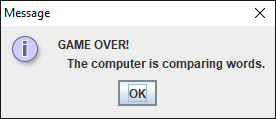 Message
GAME OVER!
The computer is comparing words.
OK